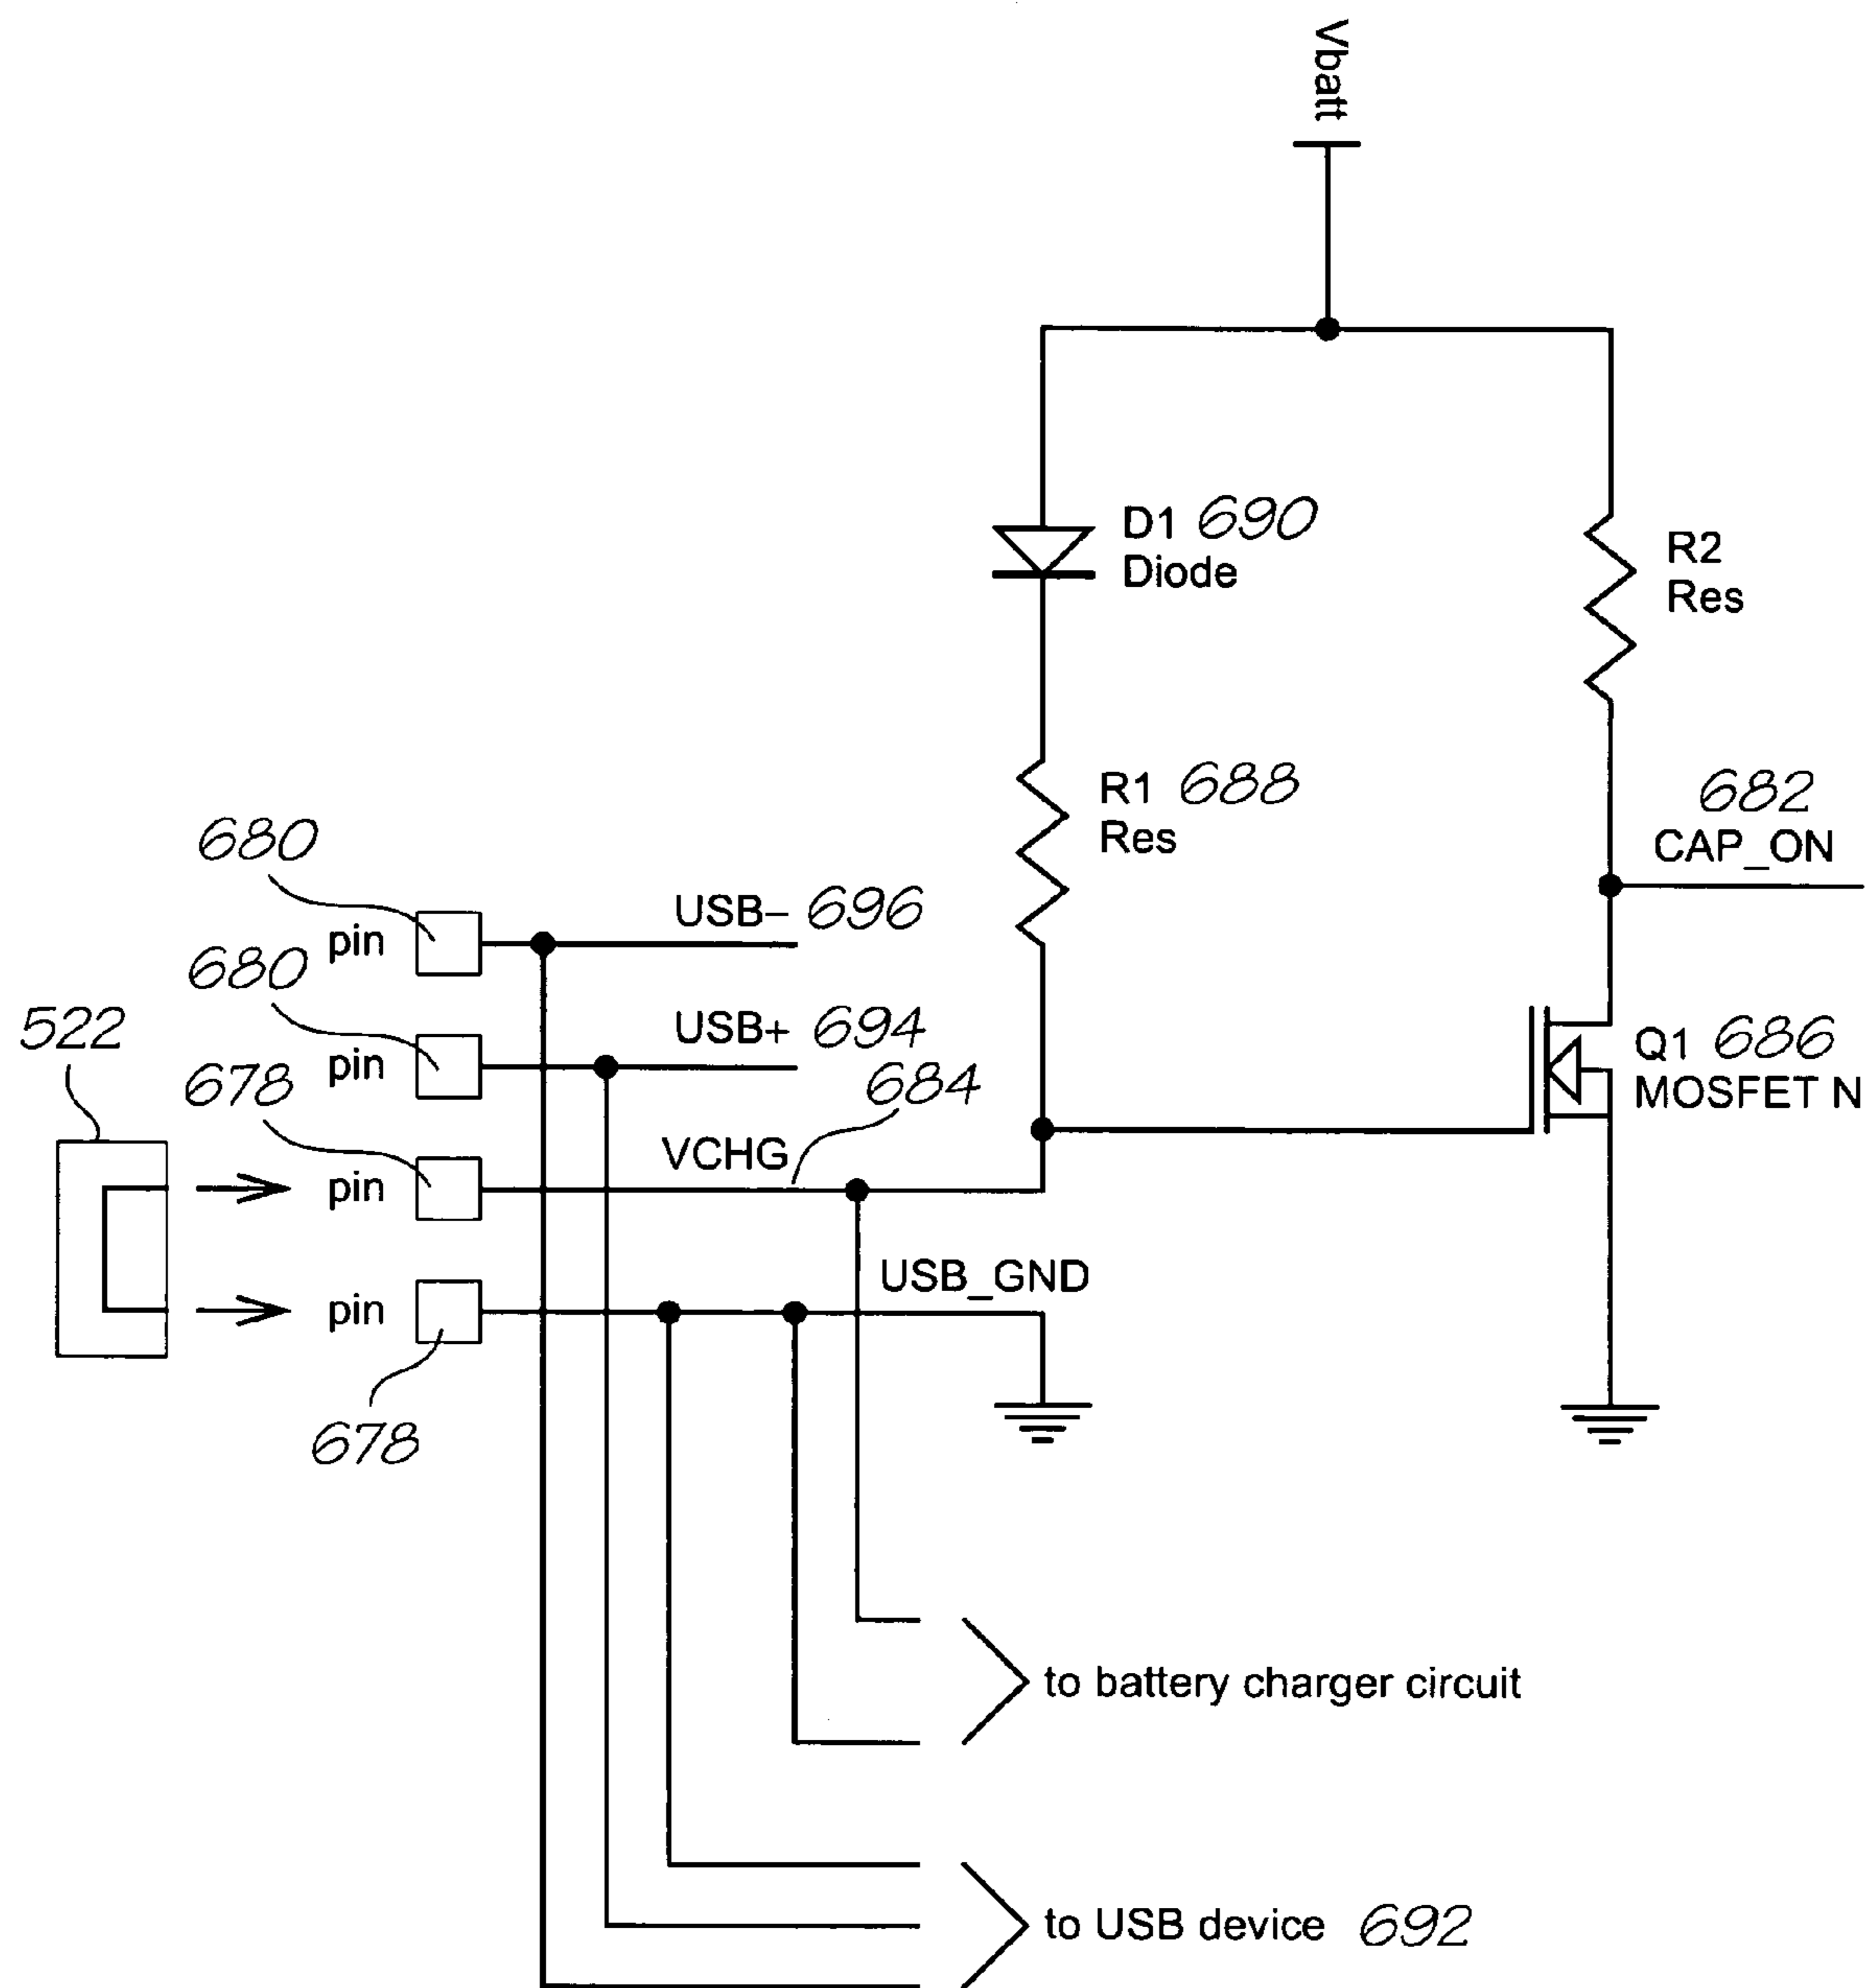 Vbatt
D1 690
Diode
R2
Res
R1 688
Res
682
CAP_ON
680
pin
USB– 696
680
pin
USB+ 694
522
678
pin
VCHG
684
Q1 686
MOSFET N
pin
USB_GND
678
to battery charger circuit
to USB device 692